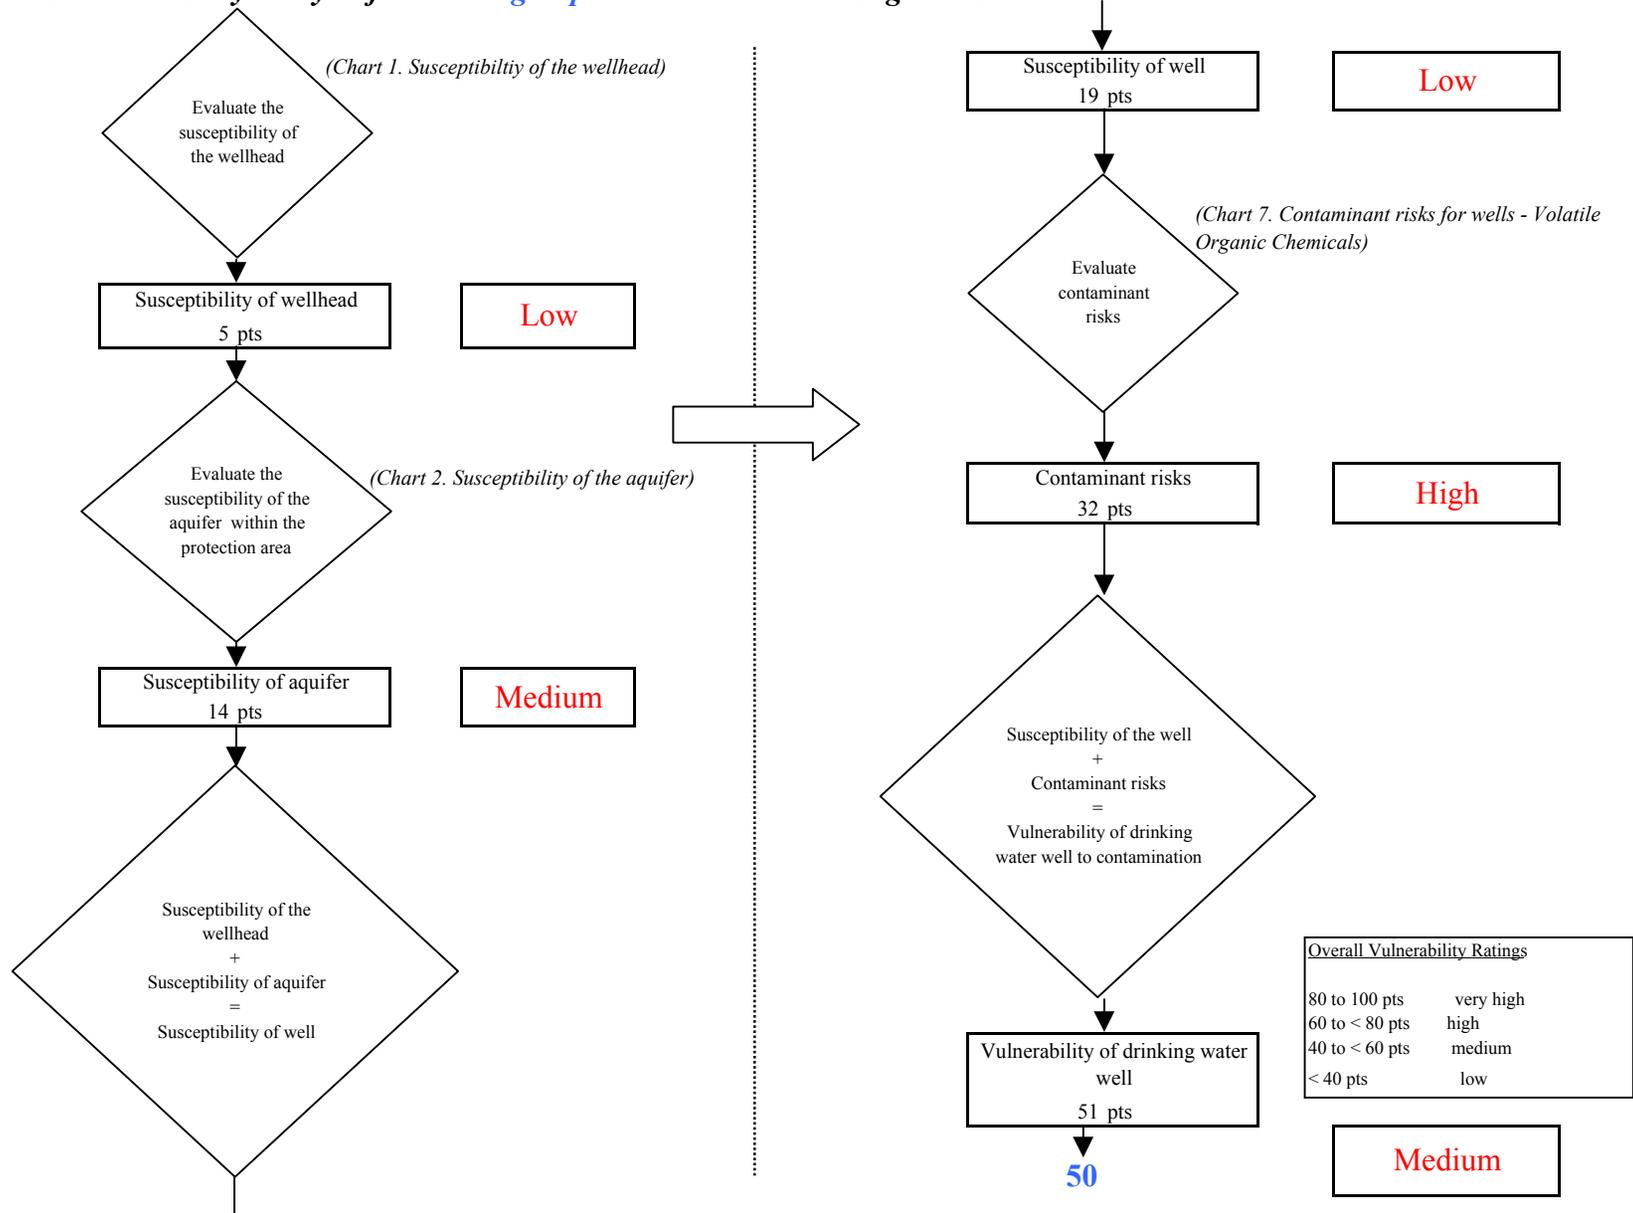 (Chart 1. Susceptibiltiy of the wellhead)
Evaluate the
susceptibility of
the wellhead
Susceptibility of wellhead
5 pts
Low
Evaluate the
susceptibility of the
aquifer within the
protection area
(Chart 2. Susceptibility of the aquifer)
Susceptibility of aquifer
14 pts
Medium
Susceptibility of the
wellhead
+
Susceptibility of aquifer
=
Susceptibility of well
Susceptibility of well
19 pts
Low
(Chart 7. Contaminant risks for wells - Volatile
Organic Chemicals)
Evaluate
contaminant
risks
Contaminant risks
32 pts
High
Susceptibility of the well
+
Contaminant risks
=
Vulnerability of drinking
water well to contamination
Overall Vulnerability Ratings
80 to 100 pts very high
60 to < 80 pts high
40 to < 60 pts medium
< 40 pts low
Vulnerability of drinking water
well
51 pts
50
Medium